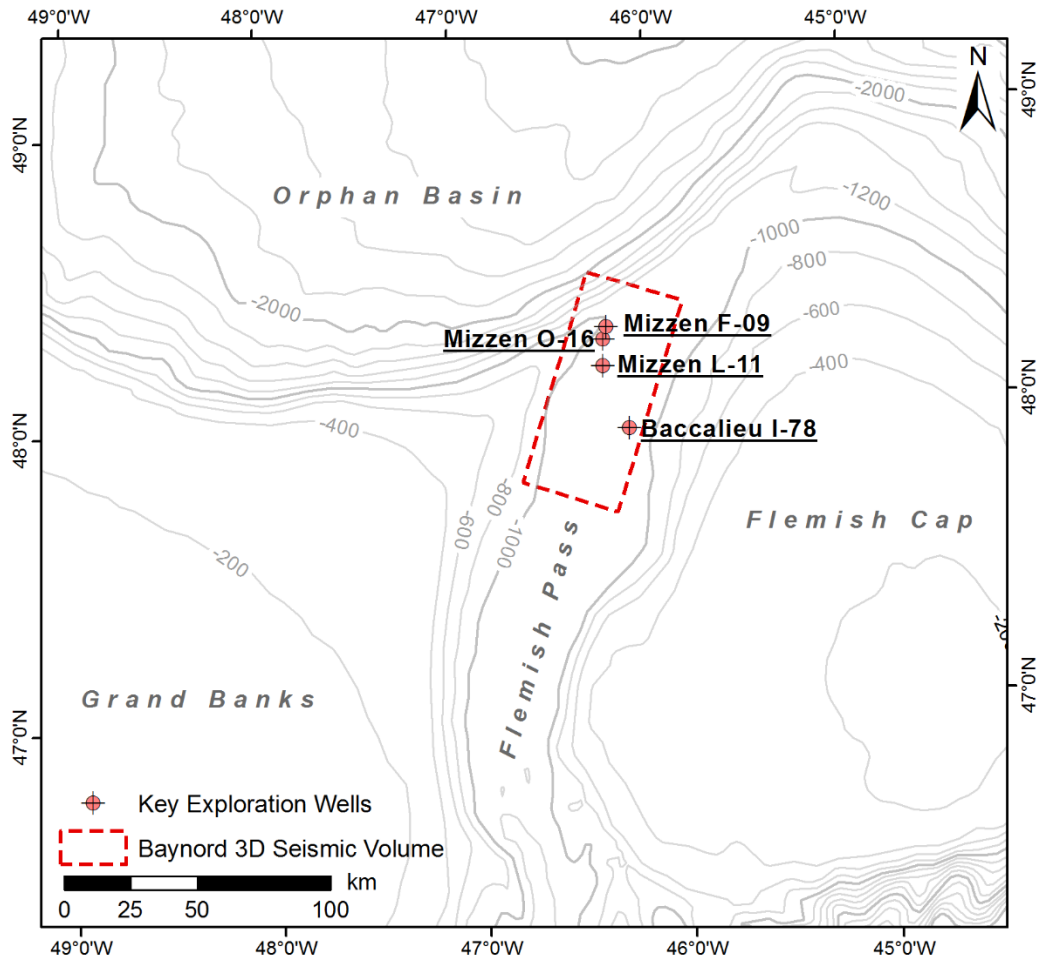 49°0'W 48°0'W 47°0'W 46°0'W 45°0'W
N
-2000
49°0'N
49°0'N
Orphan Basin
-1200
-1000
-800
-2000
-600
Mizzen F-09
Mizzen O-16
-400
Mizzen L-11
48°0'N
48°0'N
-400
Baccalieu I-78
-800
-600
-1000
Flemish Cap
-200
Flemish Pass
Grand Banks
47°0'N
47°0'N
Key Exploration Wells
Baynord 3D Seismic Volume
km
0 25 50 100
49°0'W 48°0'W 47°0'W 46°0'W 45°0'W